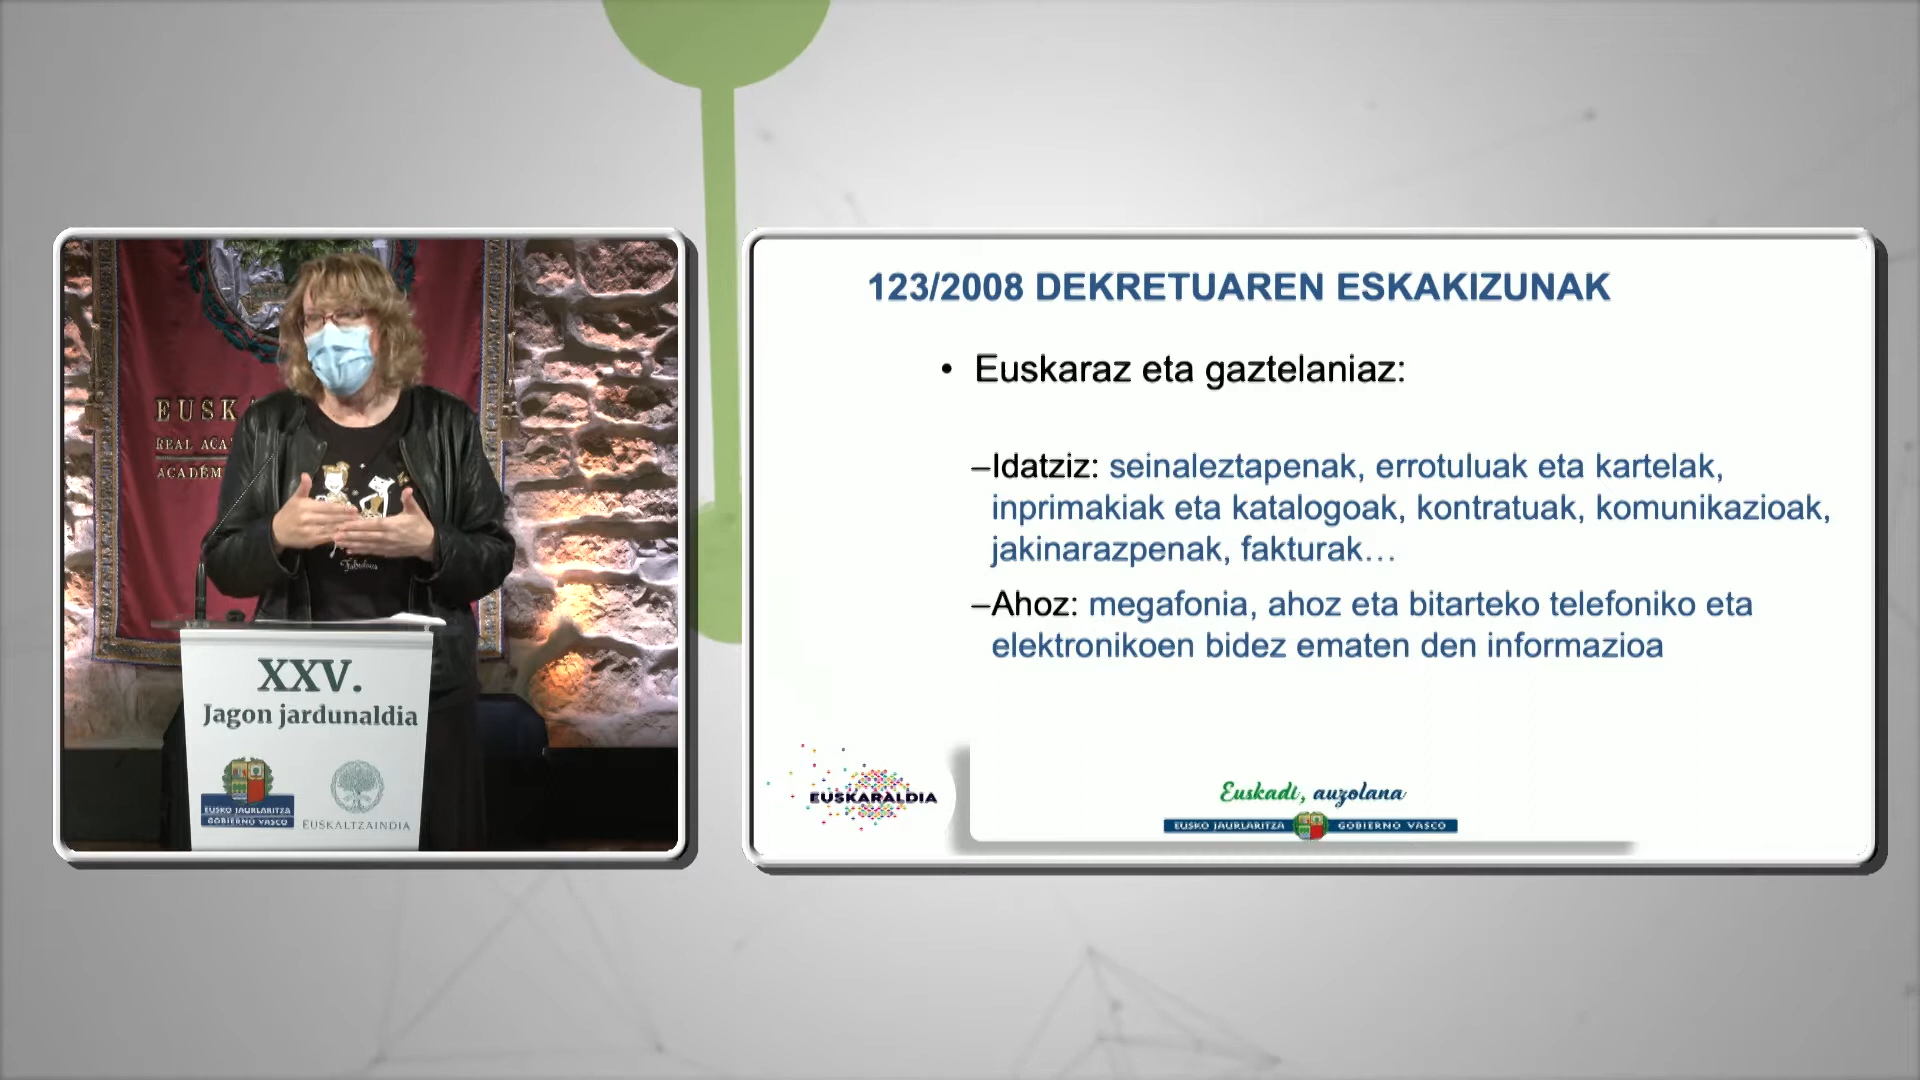 EUSK
REAL ACA
ACADÉM
Fabulous
XXV.
Jagon jardunaldia
EUSKO JAURLARITZA
GOBIERNO VASCO
EUSKALTZAINDIA
123/2008 DEKRETUAREN ESKAKIZUNAK
• Euskaraz eta gaztelaniaz:
–Idatziz: seinaleztapenak, errotuluak eta kartelak,
inprimakiak eta katalogoak, kontratuak, komunikazioak,
jakinarazpenak, fakturak…
–Ahoz: megafonia, ahoz eta bitarteko telefoniko eta
elektronikoen bidez ematen den informazioa
EUSKARALDIA
Euskadi, auzolana
EUSKO JAURLARITZA GOBIERNO VASCO